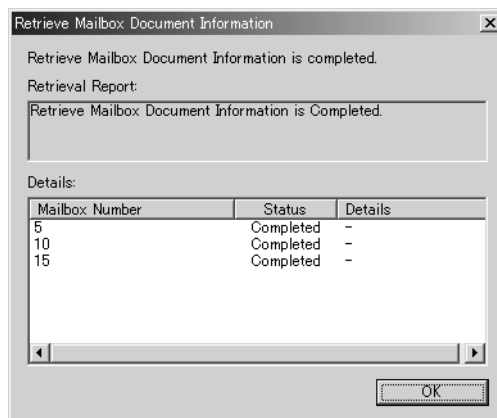 Retrieve Mailbox Document Information
Retrieve Mailbox Document Information is completed.
Retrieval Report:
Retrieve Mailbox Document Information is Completed.
Details:
Mailbox Number Status Details
5 Completed -
10 Completed -
15 Completed -
OK